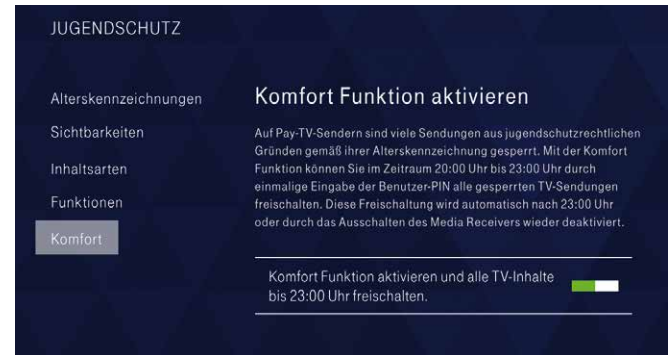 JUGENDSCHUTZ
Alterskennzeichnungen
Sichtbarkeiten
Inhaltsarten
Funktionen
Komfort
Komfort Funktion aktivieren
Auf Pay-TV-Sendern sind viele Sendungen aus jugendschutzrechtlichen
Gründen gemäß ihrer Alterskennzeichnung gesperrt. Mit der Komfort
Funktion können Sie im Zeitraum 20:00 Uhr bis 23:00 Uhr durch
einmalige Eingabe der Benutzer-PIN alle gesperrten TV-Sendungen
freischalten. Diese Freischaltung wird automatisch nach 23:00 Uhr
oder durch das Ausschalten des Media Receivers wieder deaktiviert.
Komfort Funktion aktivieren und alle TV-Inhalte
bis 23:00 Uhr freischalten.